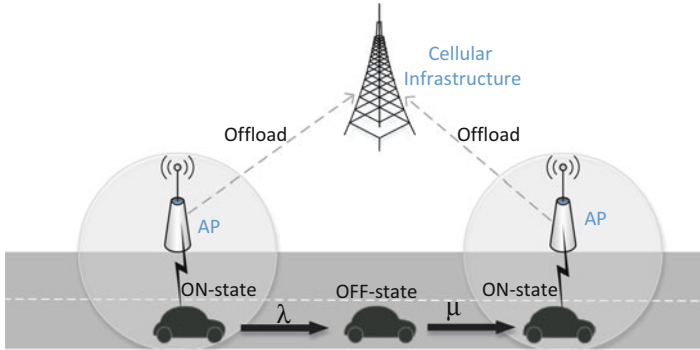 Cellular
Infrastructure
Offload
Offload
AP
AP
ON-state
OFF-state
ON-state
λ
μ